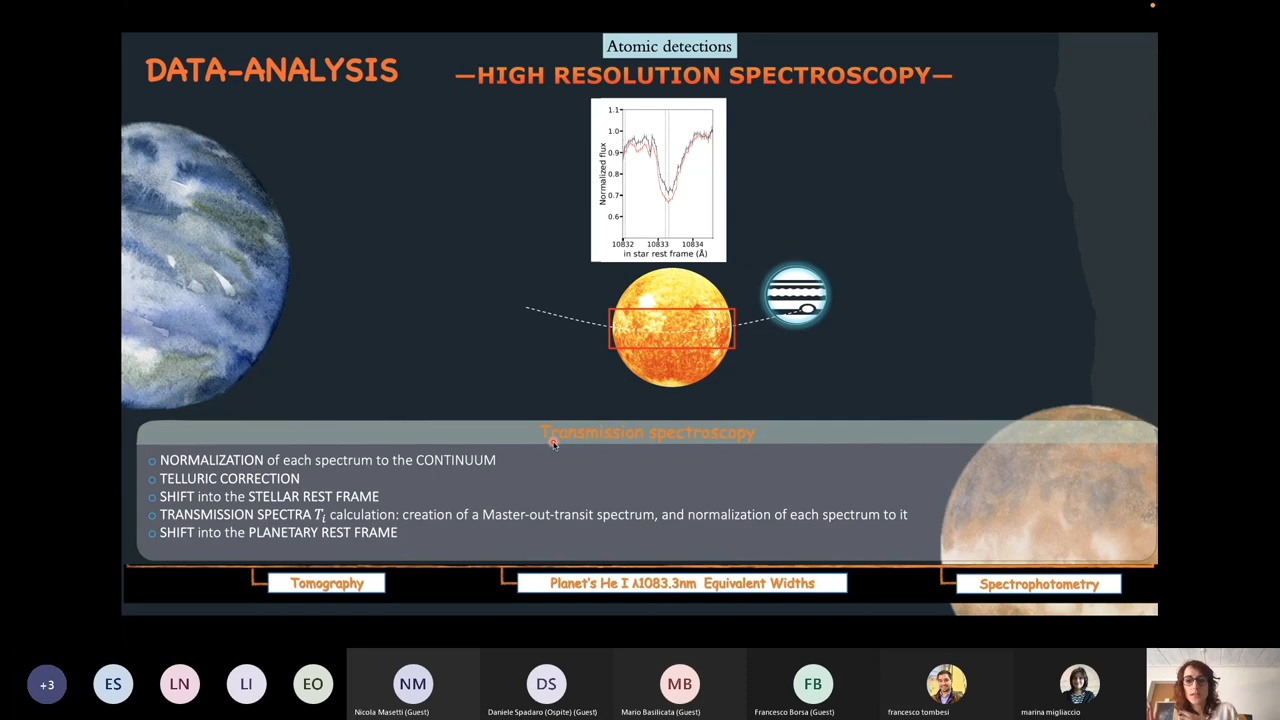 Atomic detections
DATA-ANALYSIS
—HIGH RESOLUTION SPECTROSCOPY—
1.1
1.0
0.9
0.8
0.7
0.6
Normalized flux
10832 10833 10834
in star rest frame (Å)
Transmission spectroscopy
NORMALIZATION of each spectrum to the CONTINUUM
TELLURIC CORRECTION
SHIFT into the STELLAR REST FRAME
TRANSMISSION SPECTRA Tᵢ calculation: creation of a Master-out-transit spectrum, and normalization of each spectrum to it
SHIFT into the PLANETARY REST FRAME
Tomography
Planet's He I λ1083.3nm Equivalent Widths
Spectrophotometry
+3
ES
LN
LI
EO
NM
DS
MB
FB
Nicola Masetti (Guest)
Daniele Spadaro (Ospite) (Guest)
Mario Basilicata (Guest)
Francesco Borsa (Guest)
francesco tombesi
marina migliaccio